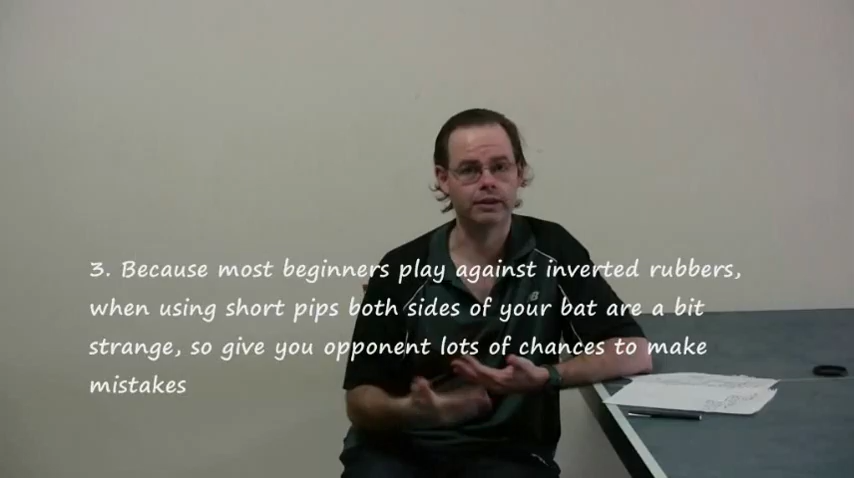 3. Because most beginners play against inverted rubbers,
when using short pips both sides of your bat are a bit
strange, so give you opponent lots of chances to make
mistakes